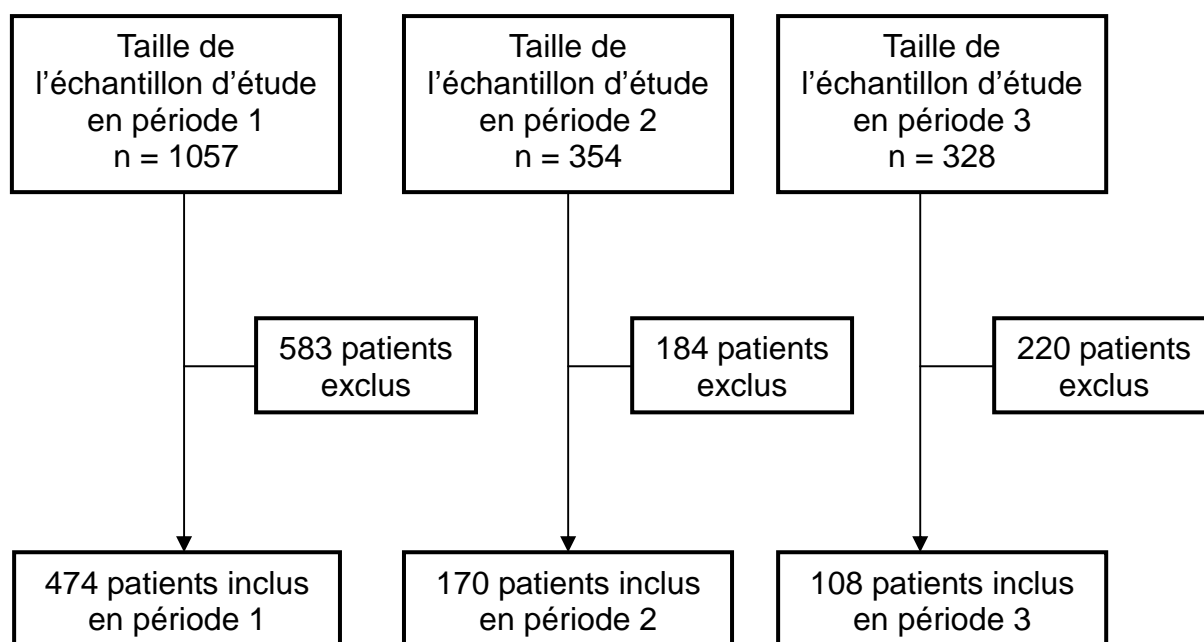 Taille de
l’échantillon d’étude
en période 1
n = 1057
Taille de
l’échantillon d’étude
en période 2
n = 354
Taille de
l’échantillon d’étude
en période 3
n = 328
583 patients
exclus
184 patients
exclus
220 patients
exclus
474 patients inclus
en période 1
170 patients inclus
en période 2
108 patients inclus
en période 3